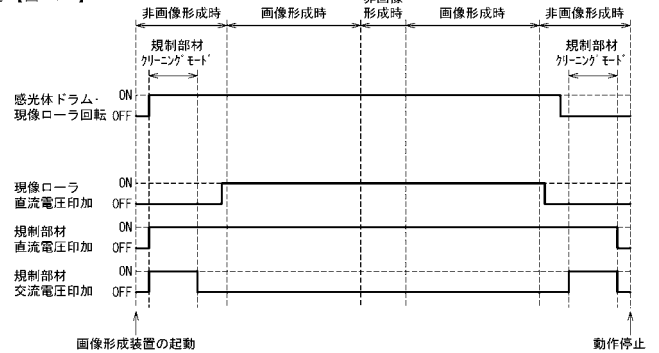 非画像形成時 画像形成時 非画像 形成時 画像形成時 非画像形成時
規制部材 クリーニングモード
規制部材 クリーニングモード
感光体ドラム・ ON
現像ローラ回転 OFF
現像ローラ ON
直流電圧印加 OFF
規制部材 ON
直流電圧印加 OFF
規制部材 ON
交流電圧印加 OFF
画像形成装置の起動 動作停止